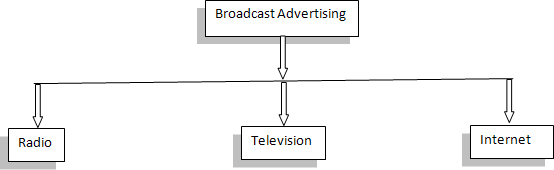 Broadcast Advertising
Radio
Television
Internet